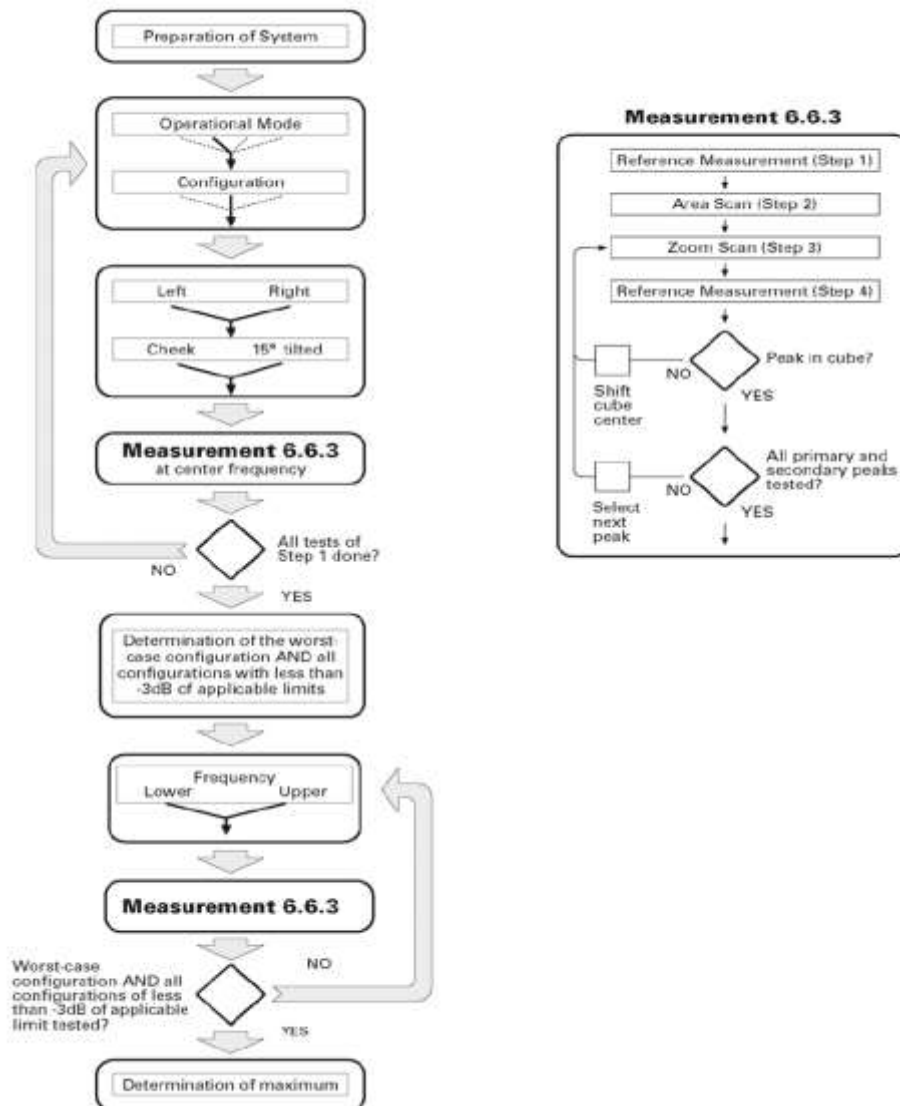 Preparation of System
Operational Mode
Configuration
Left Right
Cheek 15° tilted
Measurement 6.6.3
at center frequency
All tests of
Step 1 done?
NO
YES
Determination of the worst-
case configuration AND all
configurations with less than
-3dB of applicable limits
Frequency
Lower Upper
Measurement 6.6.3
Worst-case
configuration AND all
configurations of less
than -3dB of applicable
limit tested?
NO
YES
Determination of maximum
Measurement 6.6.3
Reference Measurement (Step 1)
Area Scan (Step 2)
Zoom Scan (Step 3)
Reference Measurement (Step 4)
Peak in cube?
NO
Shift
cube
center
YES
All primary and
secondary peaks
tested?
NO
Select
next
peak
YES